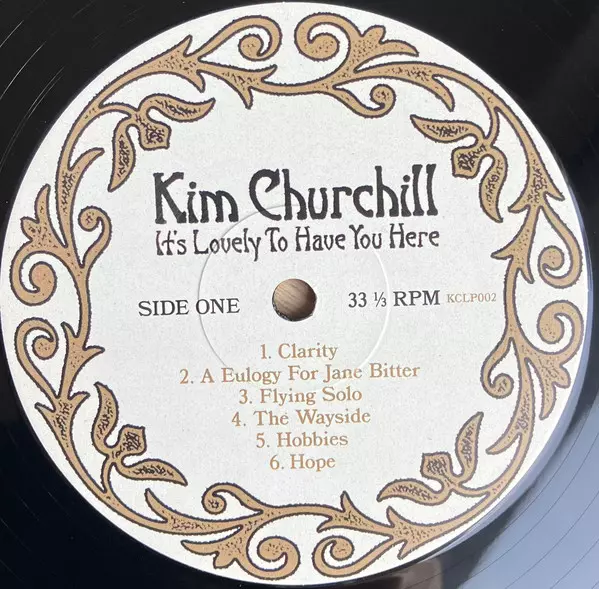 Kim Churchill
It's Lovely To Have You Here
SIDE ONE 33 ⅓ RPM KCLP002
1. Clarity
2. A Eulogy For Jane Bitter
3. Flying Solo
4. The Wayside
5. Hobbies
6. Hope